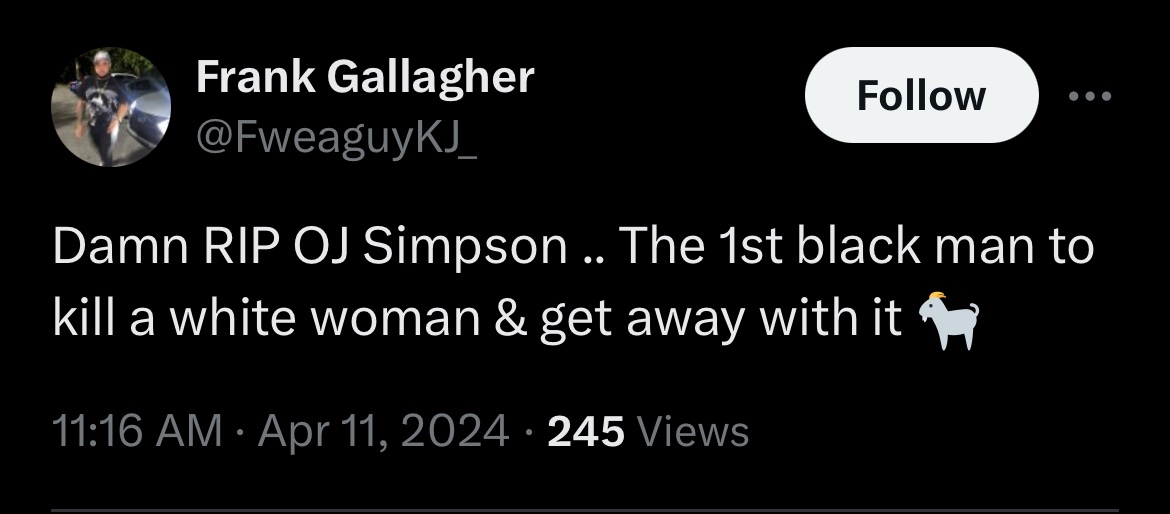 Frank Gallagher
@FweaguyKJ_
Follow
Damn RIP OJ Simpson .. The 1st black man to
kill a white woman & get away with it 🐐
11:16 AM · Apr 11, 2024 · 245 Views